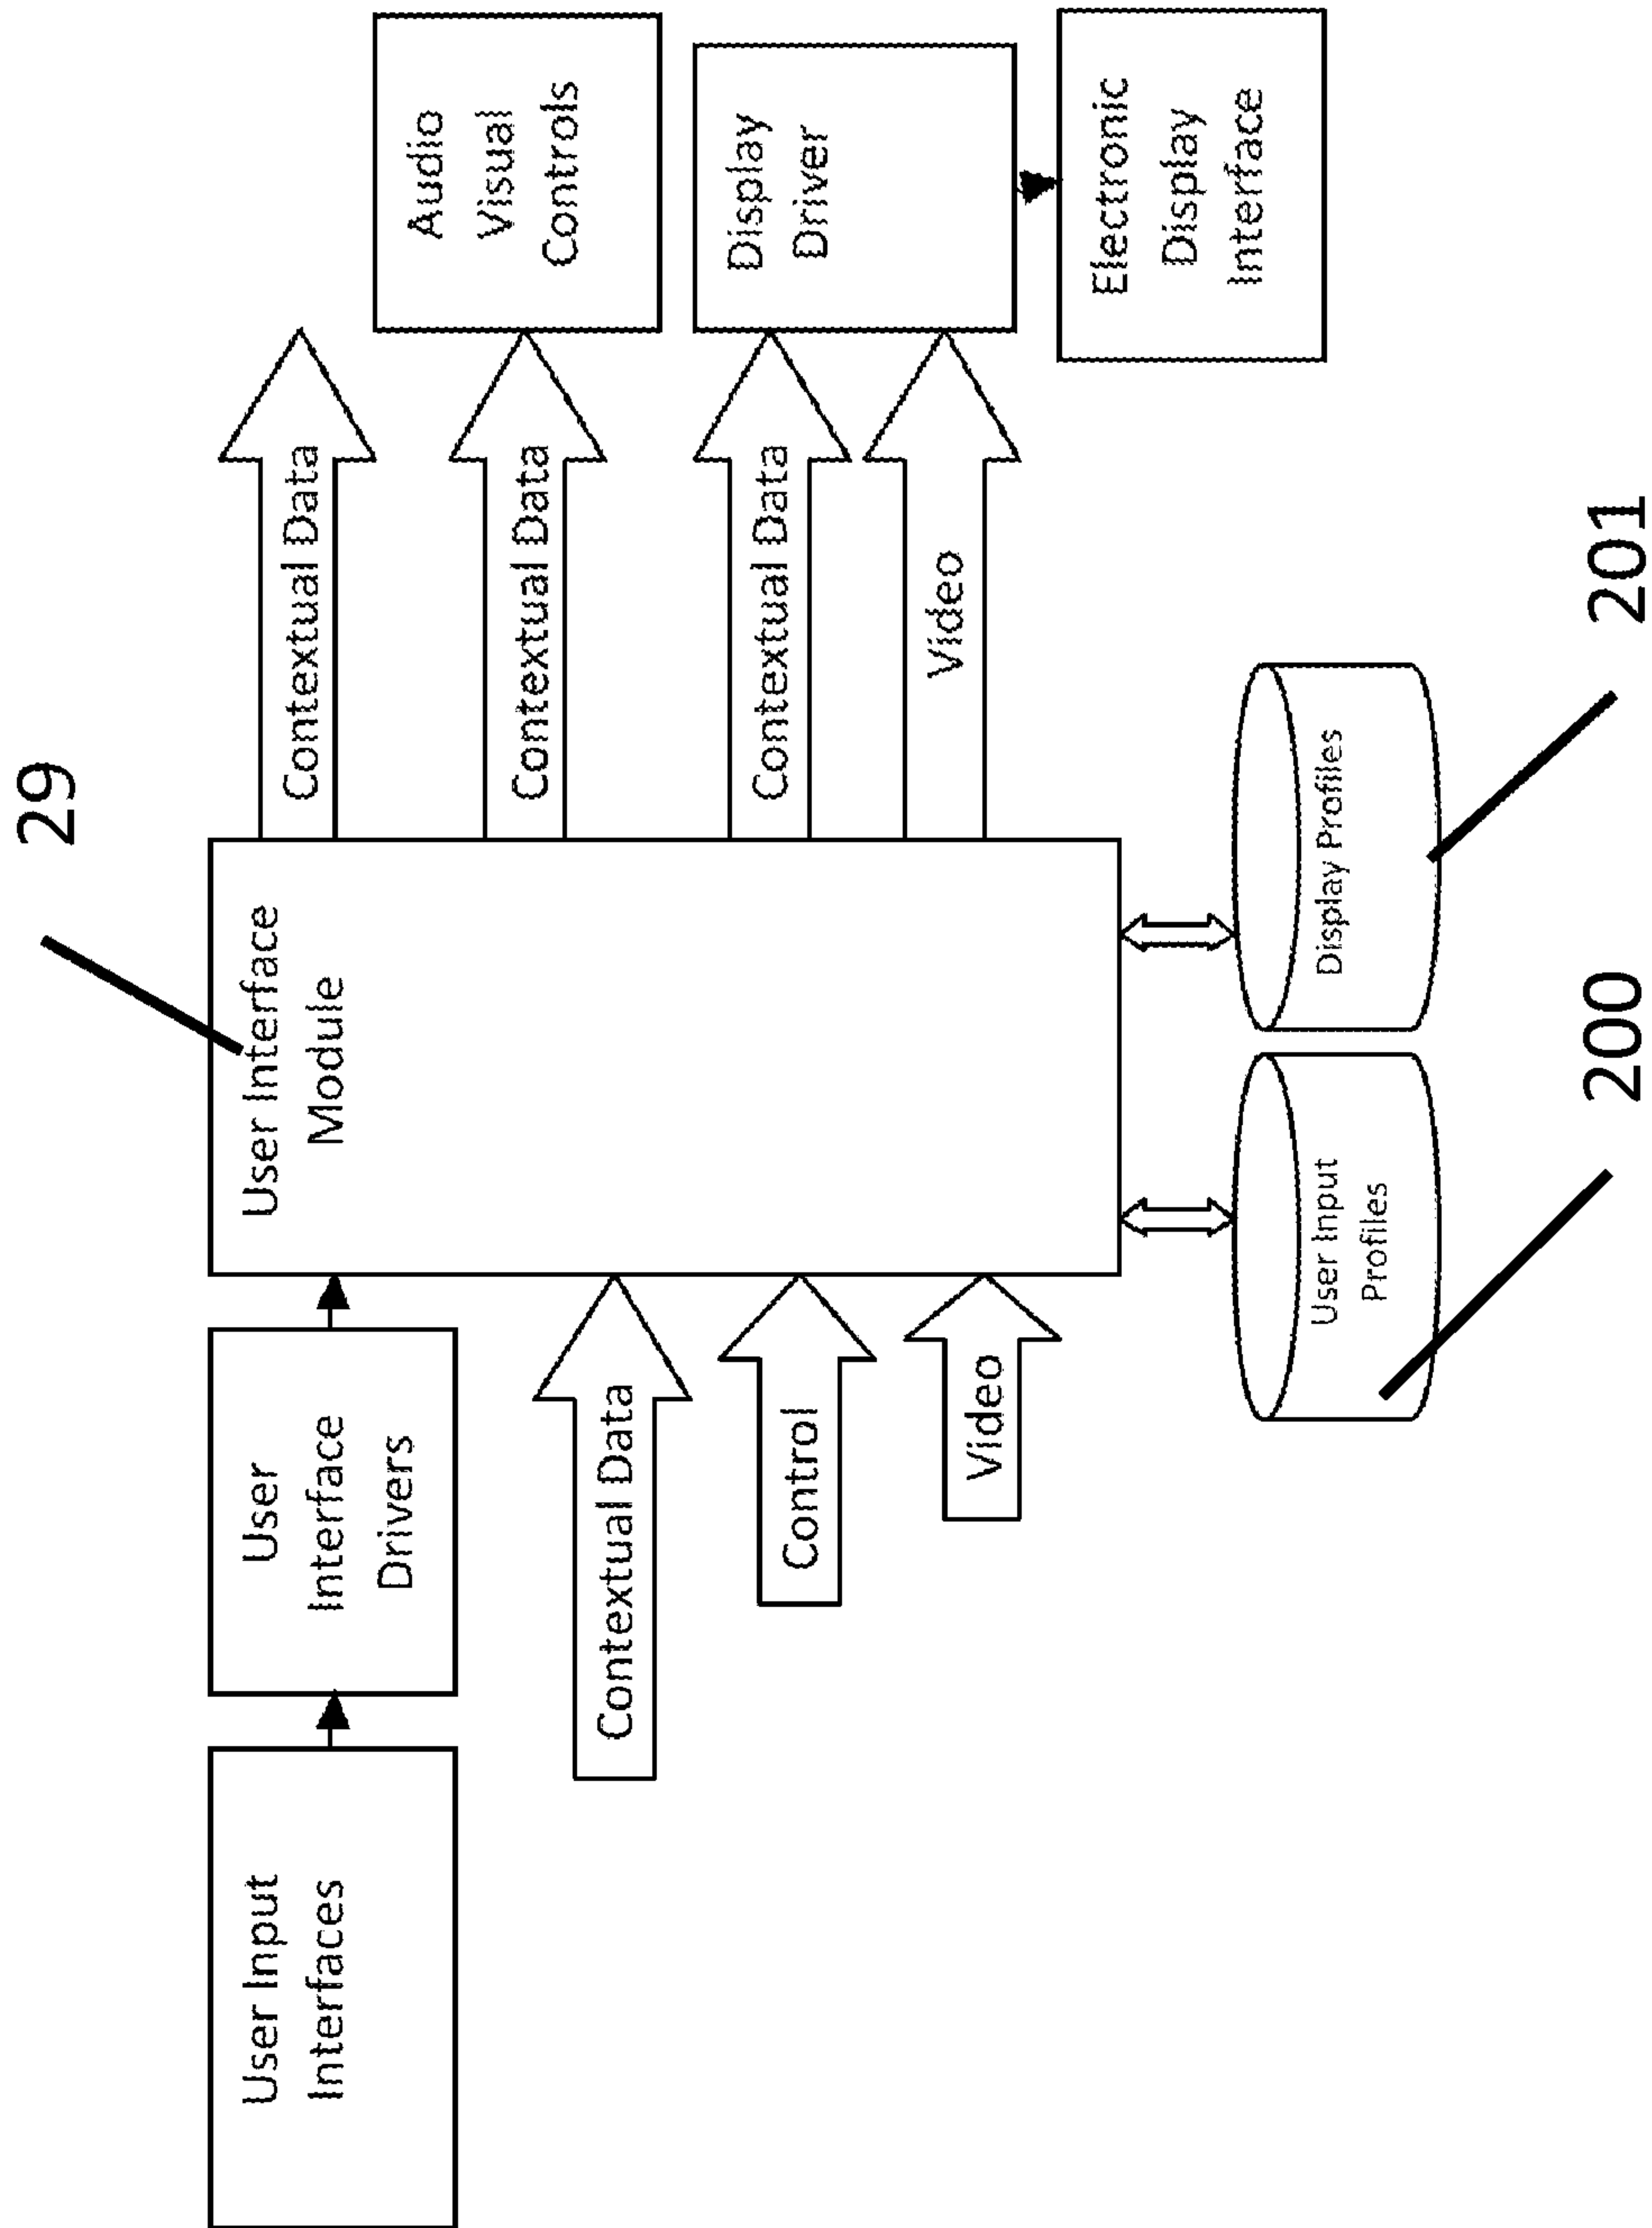 29
User Input
Interfaces
User
Interface
Drivers
User Interface
Module
Contextual Data
Contextual Data
Audio
Visual
Controls
Contextual Data
Control
Video
Contextual Data
Video
Display
Driver
Electronic
Display
Interface
User Input
Profiles
Display Profiles
200
201